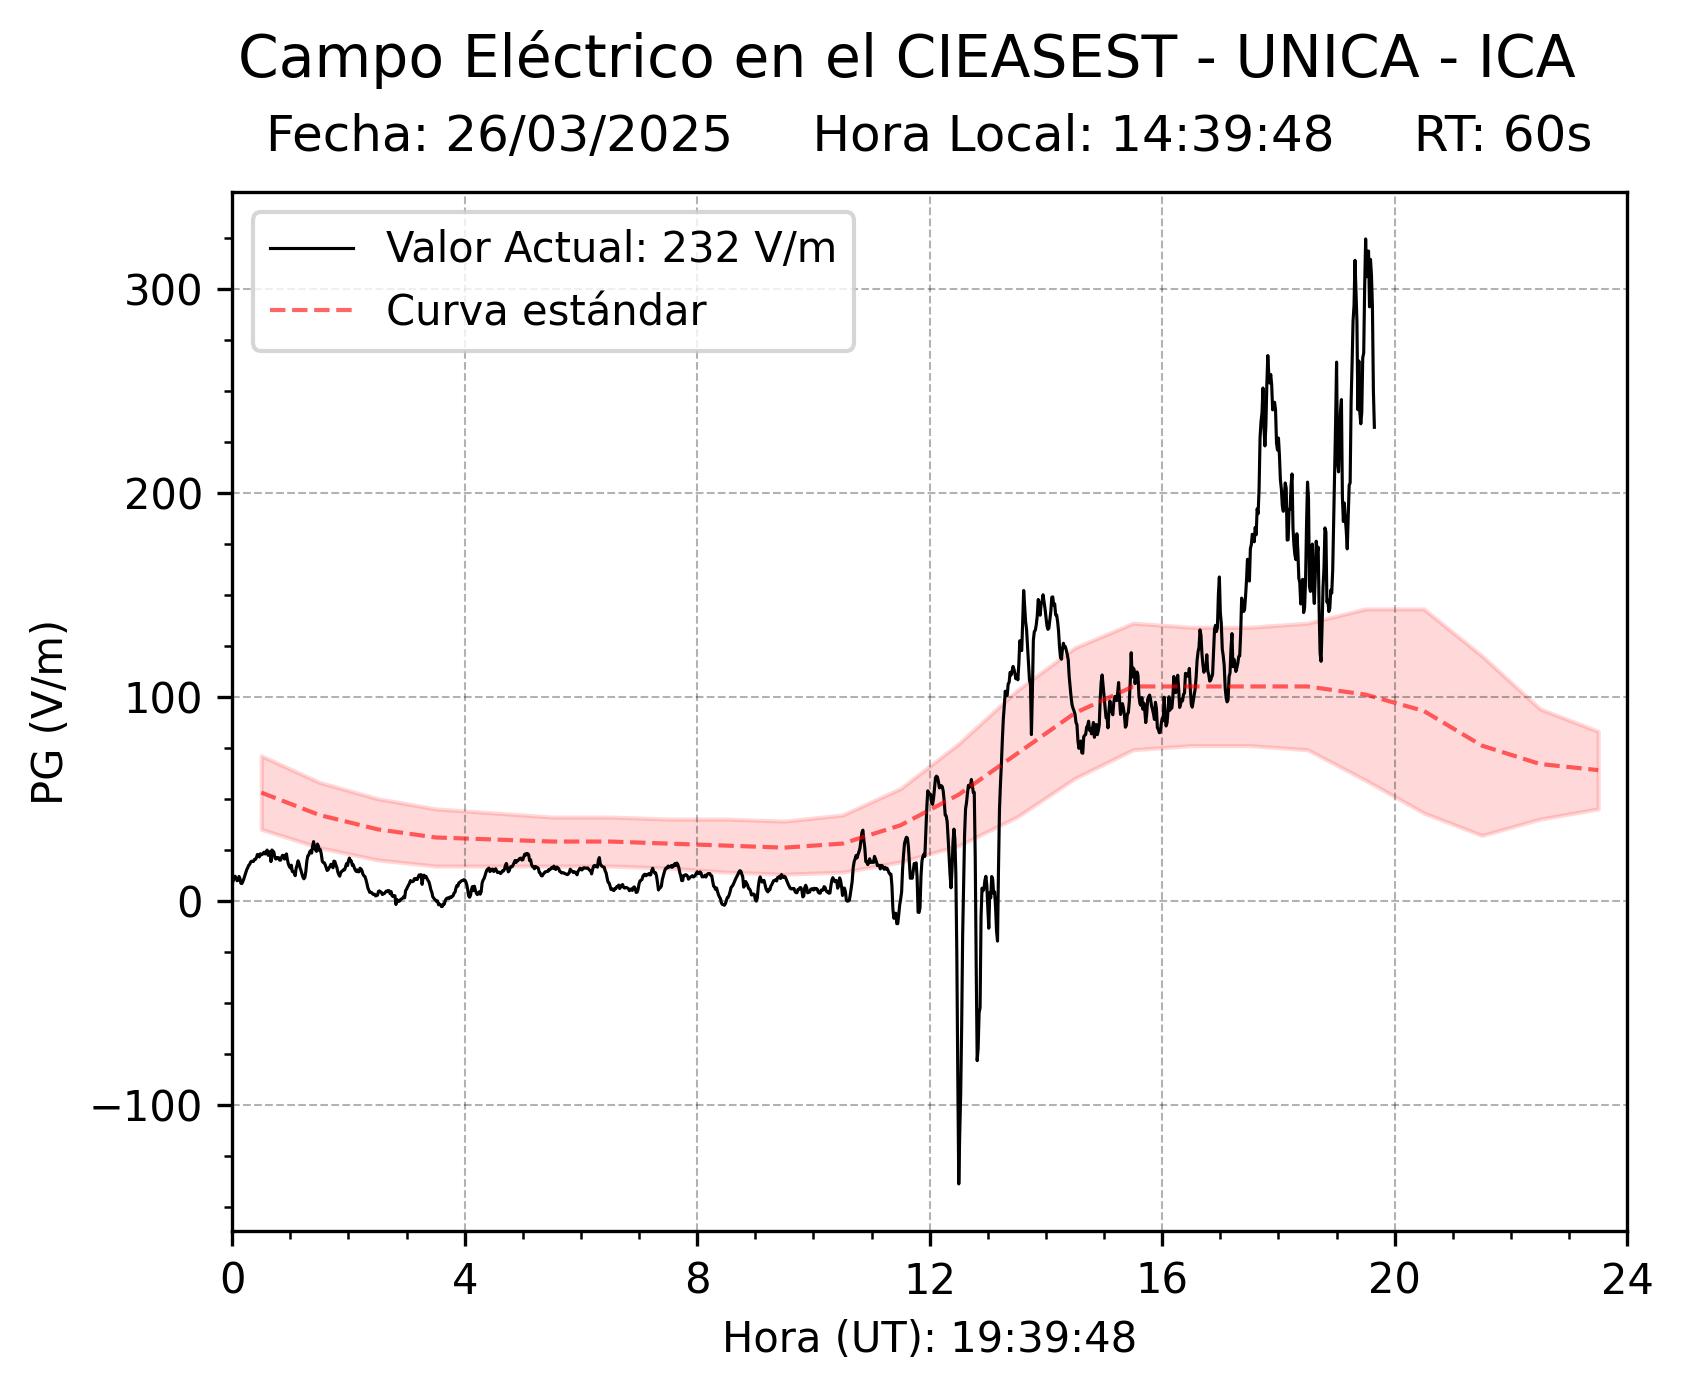 Campo Eléctrico en el CIEASEST - UNICA - ICA
Fecha: 26/03/2025 Hora Local: 14:39:48 RT: 60s
Valor Actual: 232 V/m
Curva estándar
300
200
100
0
−100
PG (V/m)
0 4 8 12 16 20 24
Hora (UT): 19:39:48